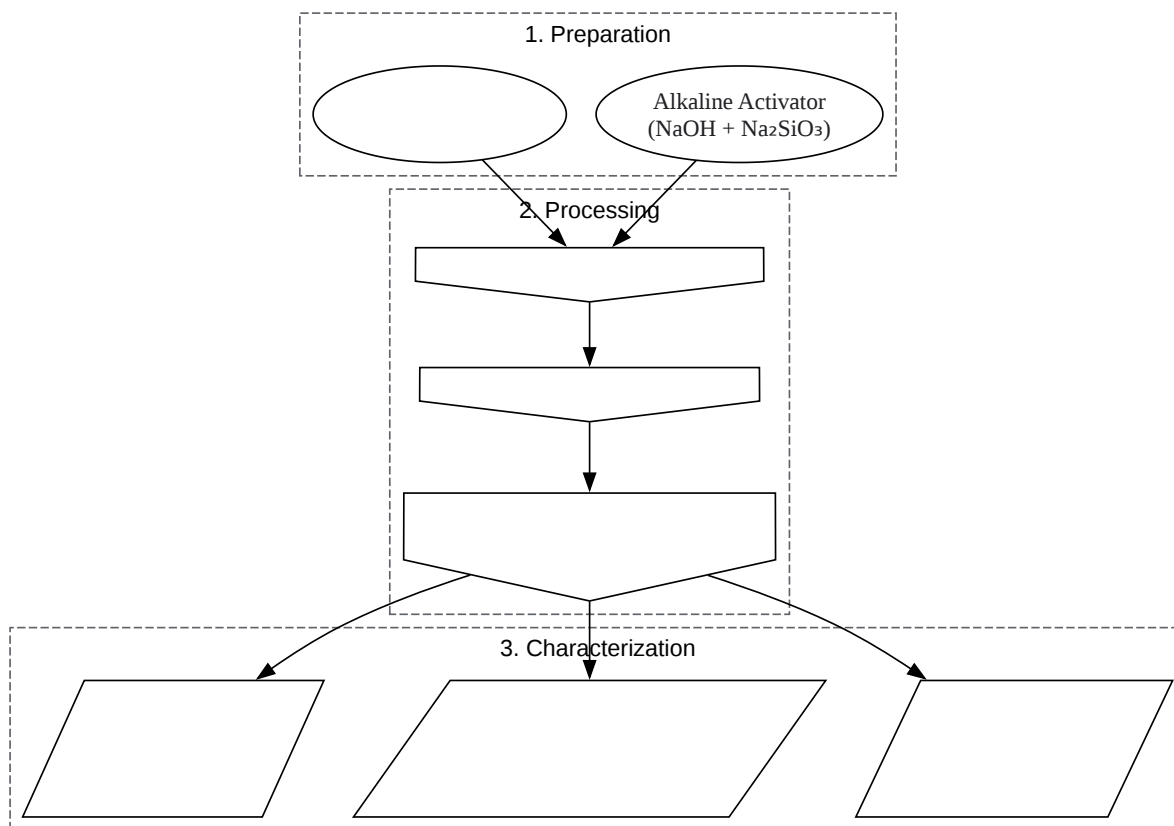 1. Preparation
Alkaline Activator
(NaOH + Na₂SiO₃)
2. Processing
3. Characterization